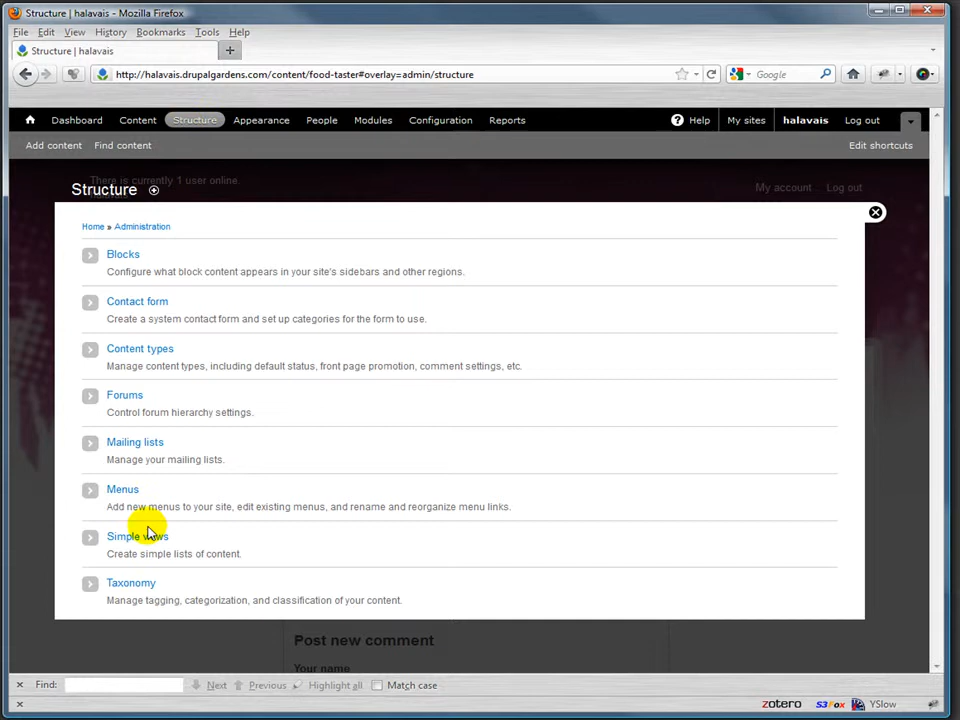 Structure | halavais - Mozilla Firefox
File Edit View History Bookmarks Tools Help
Structure | halavais
http://halavais.drupalgardens.com/content/food-taster#overlay=admin/structure
Google
Dashboard Content Structure Appearance People Modules Configuration Reports Help My sites halavais Log out
Add content Find content Edit shortcuts
There is currently 1 user online.
Structure
My account Log out
Home » Administration
Blocks
Configure what block content appears in your site's sidebars and other regions.
Contact form
Create a system contact form and set up categories for the form to use.
Content types
Manage content types, including default status, front page promotion, comment settings, etc.
Forums
Control forum hierarchy settings.
Mailing lists
Manage your mailing lists.
Menus
Add new menus to your site, edit existing menus, and rename and reorganize menu links.
Simple views
Create simple lists of content.
Taxonomy
Manage tagging, categorization, and classification of your content.
Post new comment
Your name
Find: Next Previous Highlight all Match case
zotero S3Fox YSlow